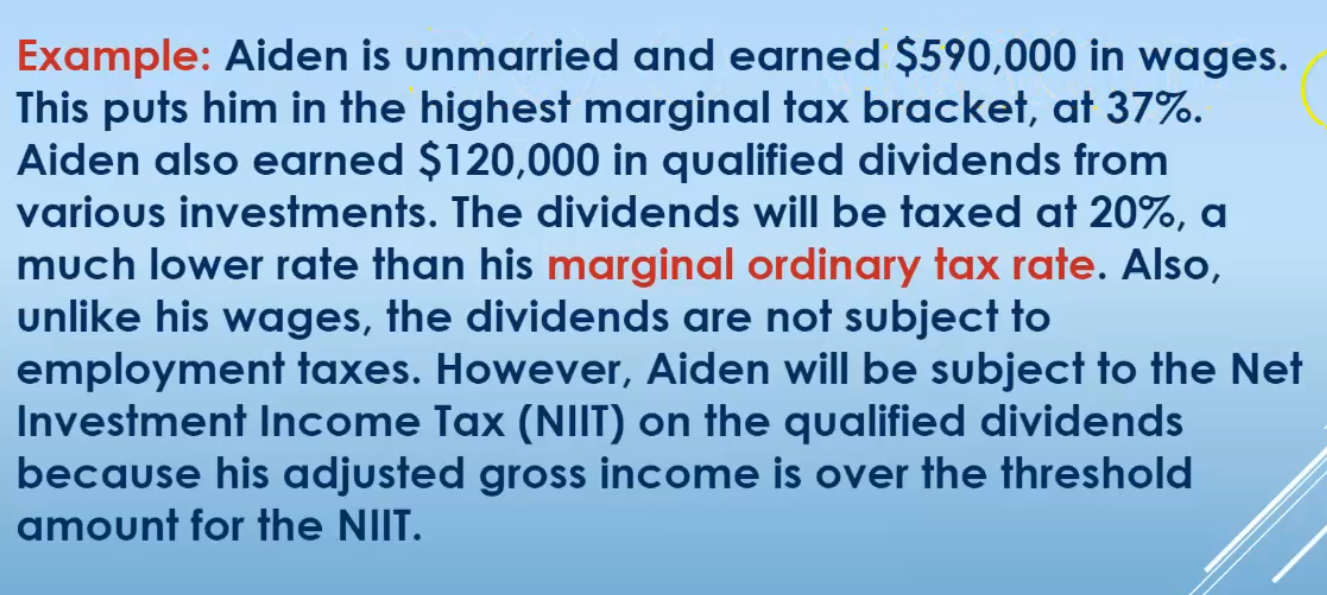 Example: Aiden is unmarried and earned $590,000 in wages.
This puts him in the highest marginal tax bracket, at 37%.
Aiden also earned $120,000 in qualified dividends from
various investments. The dividends will be taxed at 20%, a
much lower rate than his marginal ordinary tax rate. Also,
unlike his wages, the dividends are not subject to
employment taxes. However, Aiden will be subject to the Net
Investment Income Tax (NIIT) on the qualified dividends
because his adjusted gross income is over the threshold
amount for the NIIT.